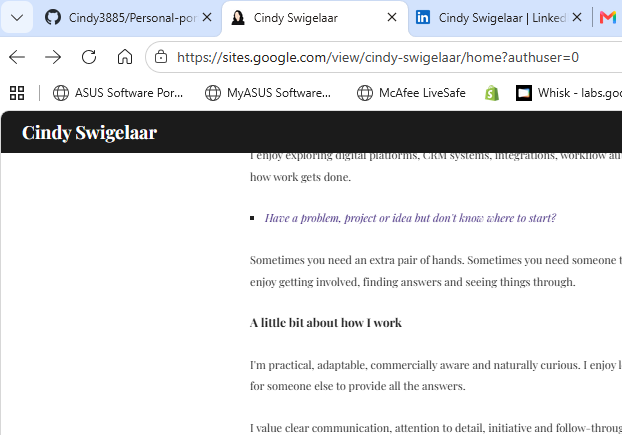 Cindy3885/Personal-por
Cindy Swigelaar
Cindy Swigelaar | Linked
https://sites.google.com/view/cindy-swigelaar/home?authuser=0
ASUS Software Por...
MyASUS Software...
McAfee LiveSafe
Whisk - labs.goo
Cindy Swigelaar
I enjoy exploring digital platforms, CRM systems, integrations, workflow au
how work gets done.
Have a problem, project or idea but don't know where to start?
Sometimes you need an extra pair of hands. Sometimes you need someone t
enjoy getting involved, finding answers and seeing things through.
A little bit about how I work
I'm practical, adaptable, commercially aware and naturally curious. I enjoy l
for someone else to provide all the answers.
I value clear communication, attention to detail, initiative and follow-throug